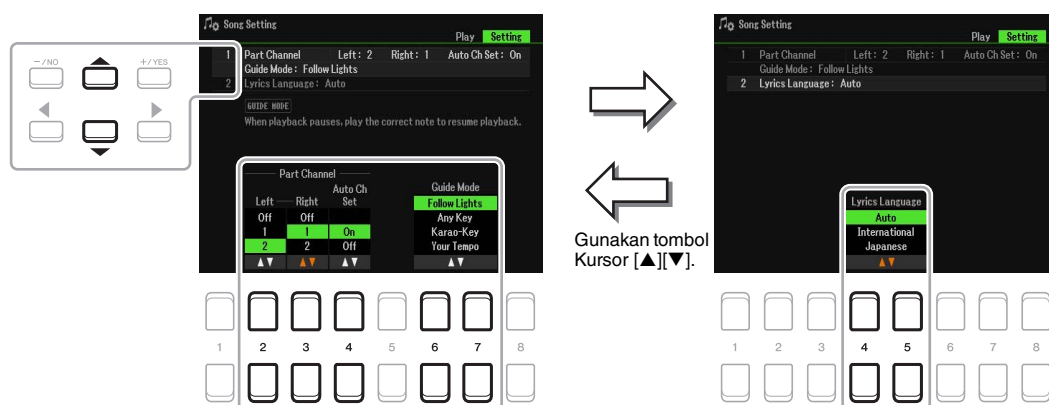 Song Setting
Play Setting
1 Part Channel Left: 2 Right: 1 Auto Ch Set: On
Guide Mode: Follow Lights
2 Lyrics Language: Auto
GUIDE MODE
When playback pauses, play the correct note to resume playback.
Part Channel
Left Right Auto Ch Set
Off Off
1 1 On
2 2 Off
▲▼ ▲▼ ▲▼
Guide Mode
Follow Lights
Any Key
Karao-Key
Your Tempo
▲▼
-/NO ▲ +/YES
◀ ▶
▼
1 2 3 4 5 6 7 8
Gunakan tombol
Kursor [▲][▼].
Song Setting
Play Setting
1 Part Channel Left: 2 Right: 1 Auto Ch Set: On
Guide Mode: Follow Lights
2 Lyrics Language: Auto
Lyrics Language
Auto
International
Japanese
▲▼
1 2 3 4 5 6 7 8